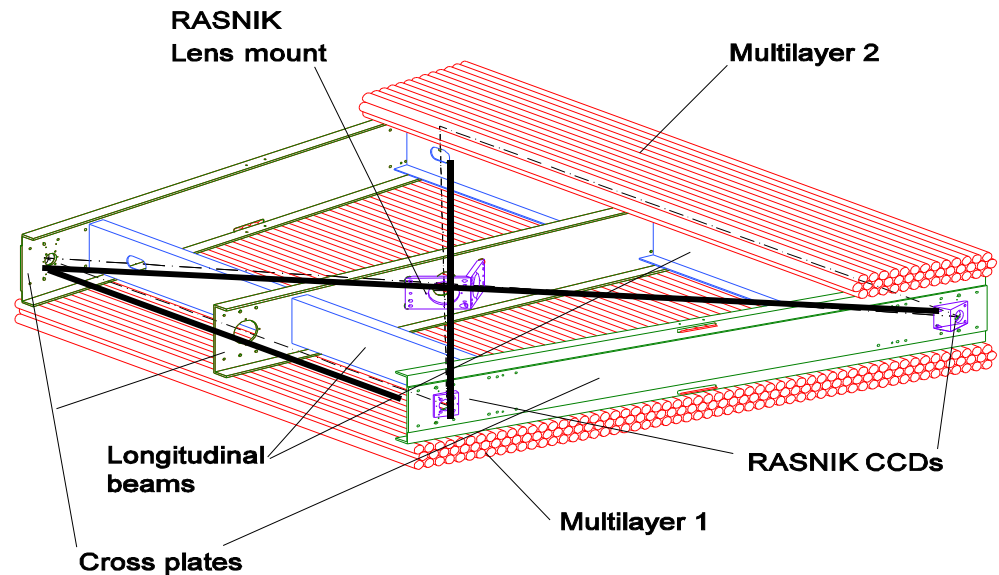 RASNIK
Lens mount
Multilayer 2
Longitudinal
beams
RASNIK CCDs
Multilayer 1
Cross plates